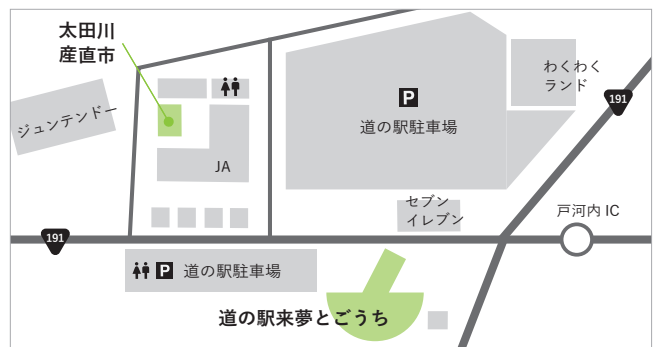 太田川
産直市
ジュンテンドー
JA
P
道の駅駐車場
わくわく
ランド
191
セブン
イレブン
戸河内 IC
191
P 道の駅駐車場
道の駅来夢とごうち